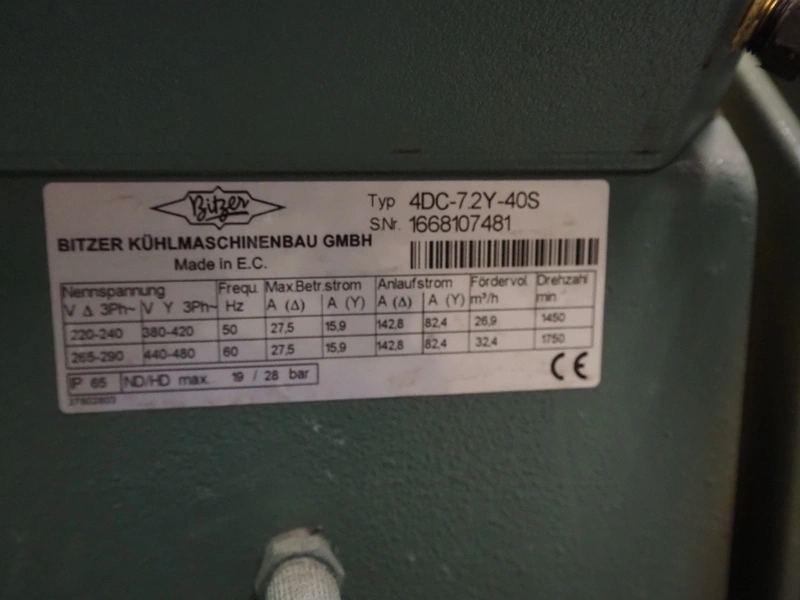 Bitzer
Typ 4DC-7.2Y-40S
S.Nr. 1668107481
BITZER KÜHLMASCHINENBAU GMBH
Made in E.C.
Nennspannung Frequ. Max.Betr.strom Anlaufstrom Fördervol. Drehzahl
V Δ 3Ph~ V Y 3Ph~ Hz A (Δ) A (Y) A (Δ) A (Y) m³/h min
220-240 380-420 50 27,5 15,9 142,8 82,4 26,9 1450
265-290 440-480 60 27,5 15,9 142,8 82,4 32,4 1750
IP 65 ND/HD max. 19 / 28 bar
CE
37802803